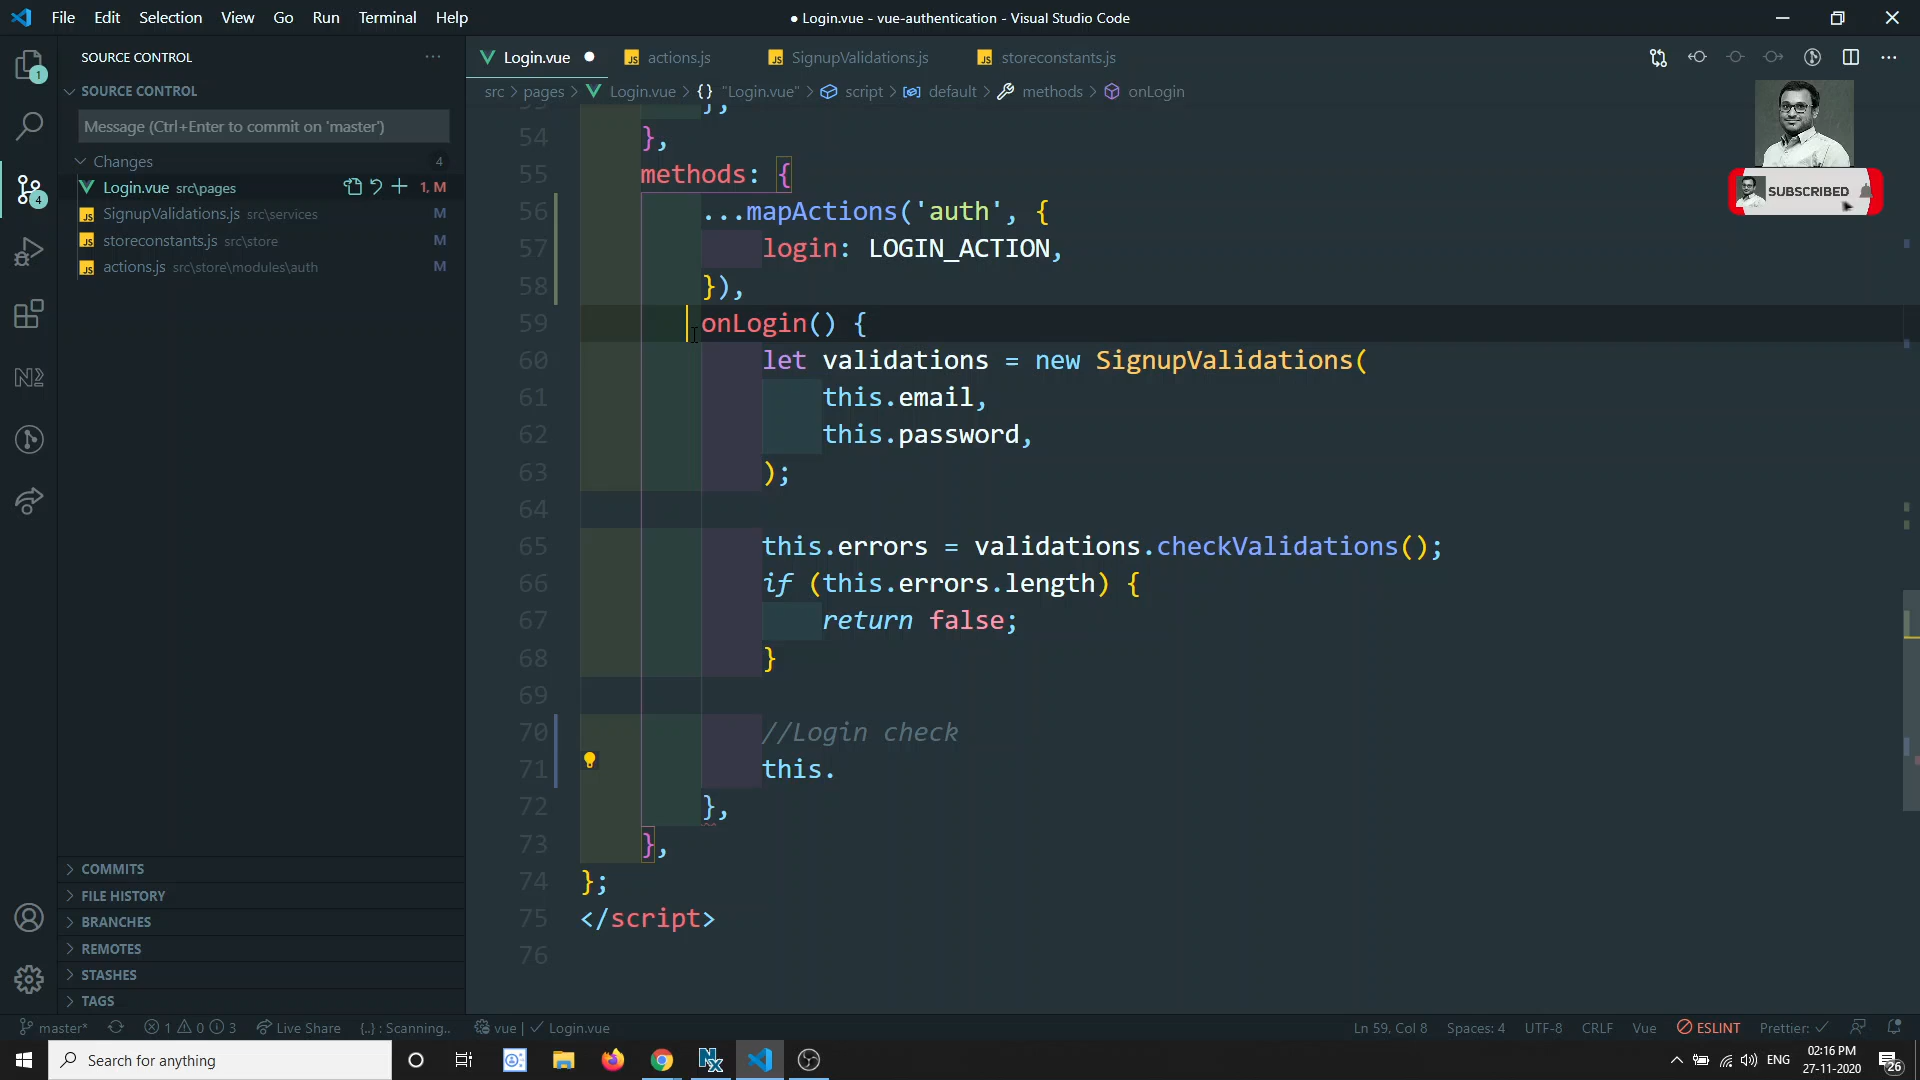 File Edit Selection View Go Run Terminal Help
● Login.vue - vue-authentication - Visual Studio Code
SOURCE CONTROL
Login.vue
actions.js
SignupValidations.js
storeconstants.js
SOURCE CONTROL
src > pages > Login.vue > {} "Login.vue" > script > default > methods > onLogin
Message (Ctrl+Enter to commit on 'master')
Changes 4
Login.vue src\pages 1, M
SignupValidations.js src\services M
storeconstants.js src\store M
actions.js src\store\modules\auth M
SUBSCRIBED
54 },
55 methods: {
56 ...mapActions('auth', {
57 login: LOGIN_ACTION,
58 }),
59 onLogin() {
60 let validations = new SignupValidations(
61 this.email,
62 this.password,
63 );
64
65 this.errors = validations.checkValidations();
66 if (this.errors.length) {
67 return false;
68 }
69
70 //Login check
71 this.
72 },
73 },
74 };
75 </script>
76
COMMITS
FILE HISTORY
BRANCHES
REMOTES
STASHES
TAGS
master* 1 0 3 Live Share {..} : Scanning.. vue | Login.vue
Ln 59, Col 8 Spaces: 4 UTF-8 CRLF Vue ESLINT Prettier:
Search for anything
ENG
02:16 PM
27-11-2020
26